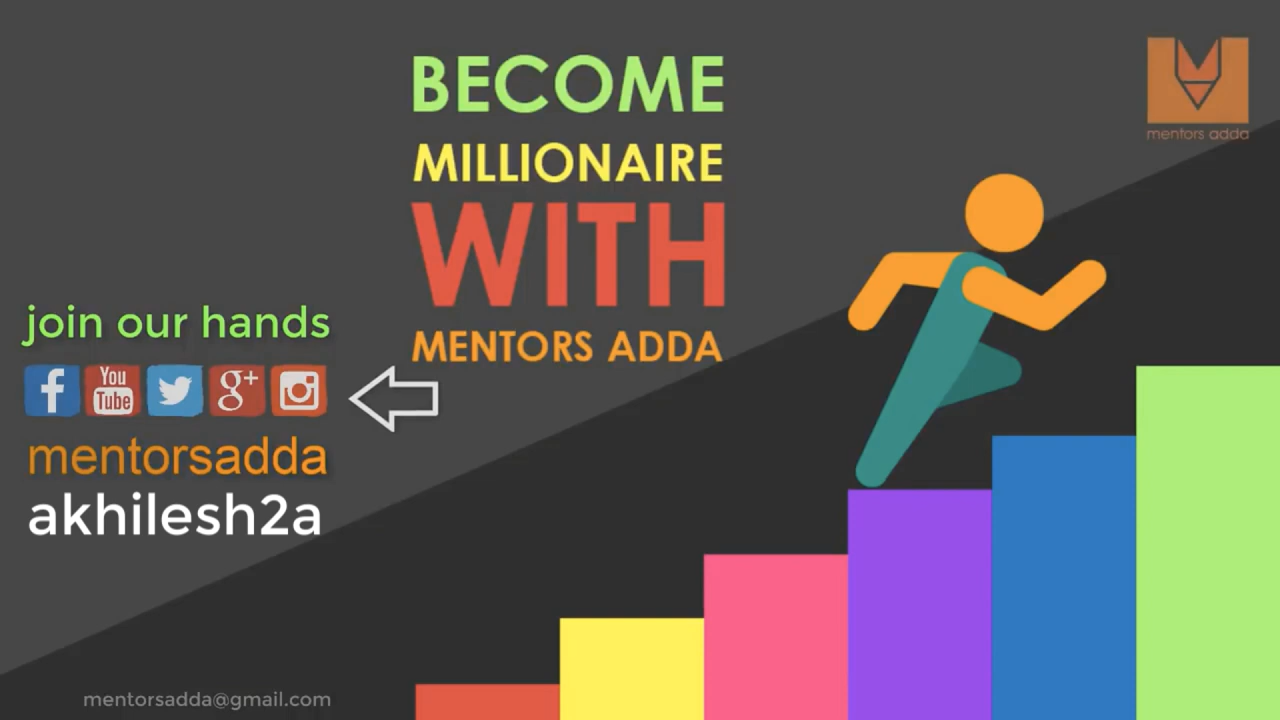 BECOME
MILLIONAIRE
WITH
MENTORS ADDA
mentors adda
join our hands
f You Tube g+
mentorsadda
akhilesh2a
mentorsadda@gmail.com